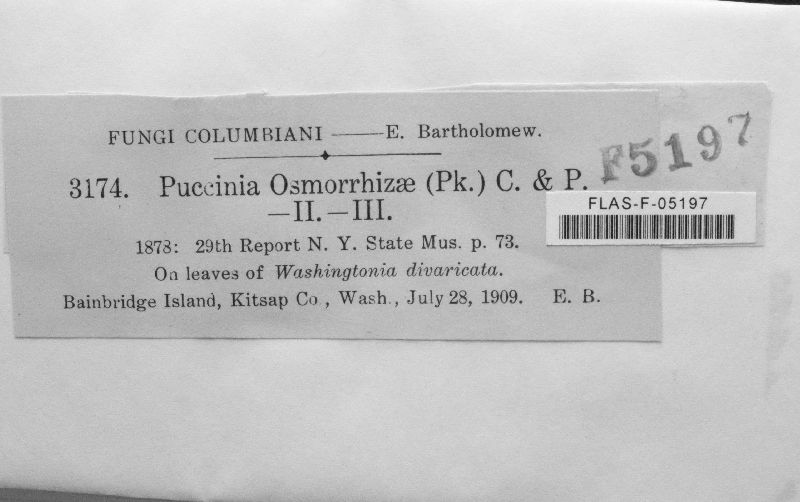 FUNGI COLUMBIANI —— E. Bartholomew.
3174. Puccinia Osmorrhizæ (Pk.) C. & P.
—II.—III.
1878: 29th Report N. Y. State Mus. p. 73.
On leaves of Washingtonia divaricata.
Bainbridge Island, Kitsap Co., Wash., July 28, 1909. E. B.
F5197
FLAS-F-05197